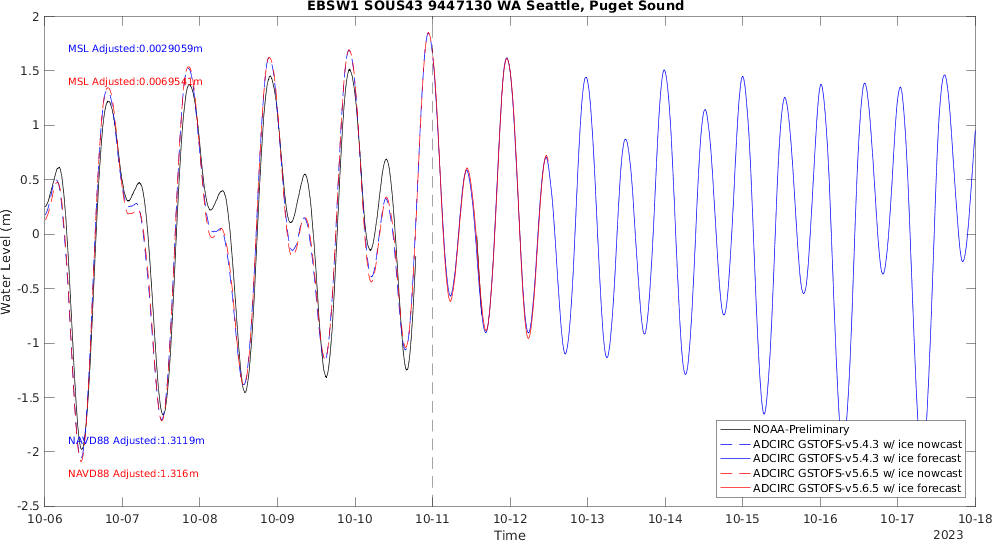 EBSW1 SOUS43 9447130 WA Seattle, Puget Sound
2
1.5
1
0.5
0
-0.5
-1
-1.5
-2
-2.5
Water Level (m)
MSL Adjusted:0.0029059m
MSL Adjusted:0.0069541m
NAVD88 Adjusted:1.3119m
NAVD88 Adjusted:1.316m
NOAA-Preliminary
ADCIRC GSTOFS-v5.4.3 w/ ice nowcast
ADCIRC GSTOFS-v5.4.3 w/ ice forecast
ADCIRC GSTOFS-v5.6.5 w/ ice nowcast
ADCIRC GSTOFS-v5.6.5 w/ ice forecast
10-06 10-07 10-08 10-09 10-10 10-11 10-12 10-13 10-14 10-15 10-16 10-17 10-18
Time
2023